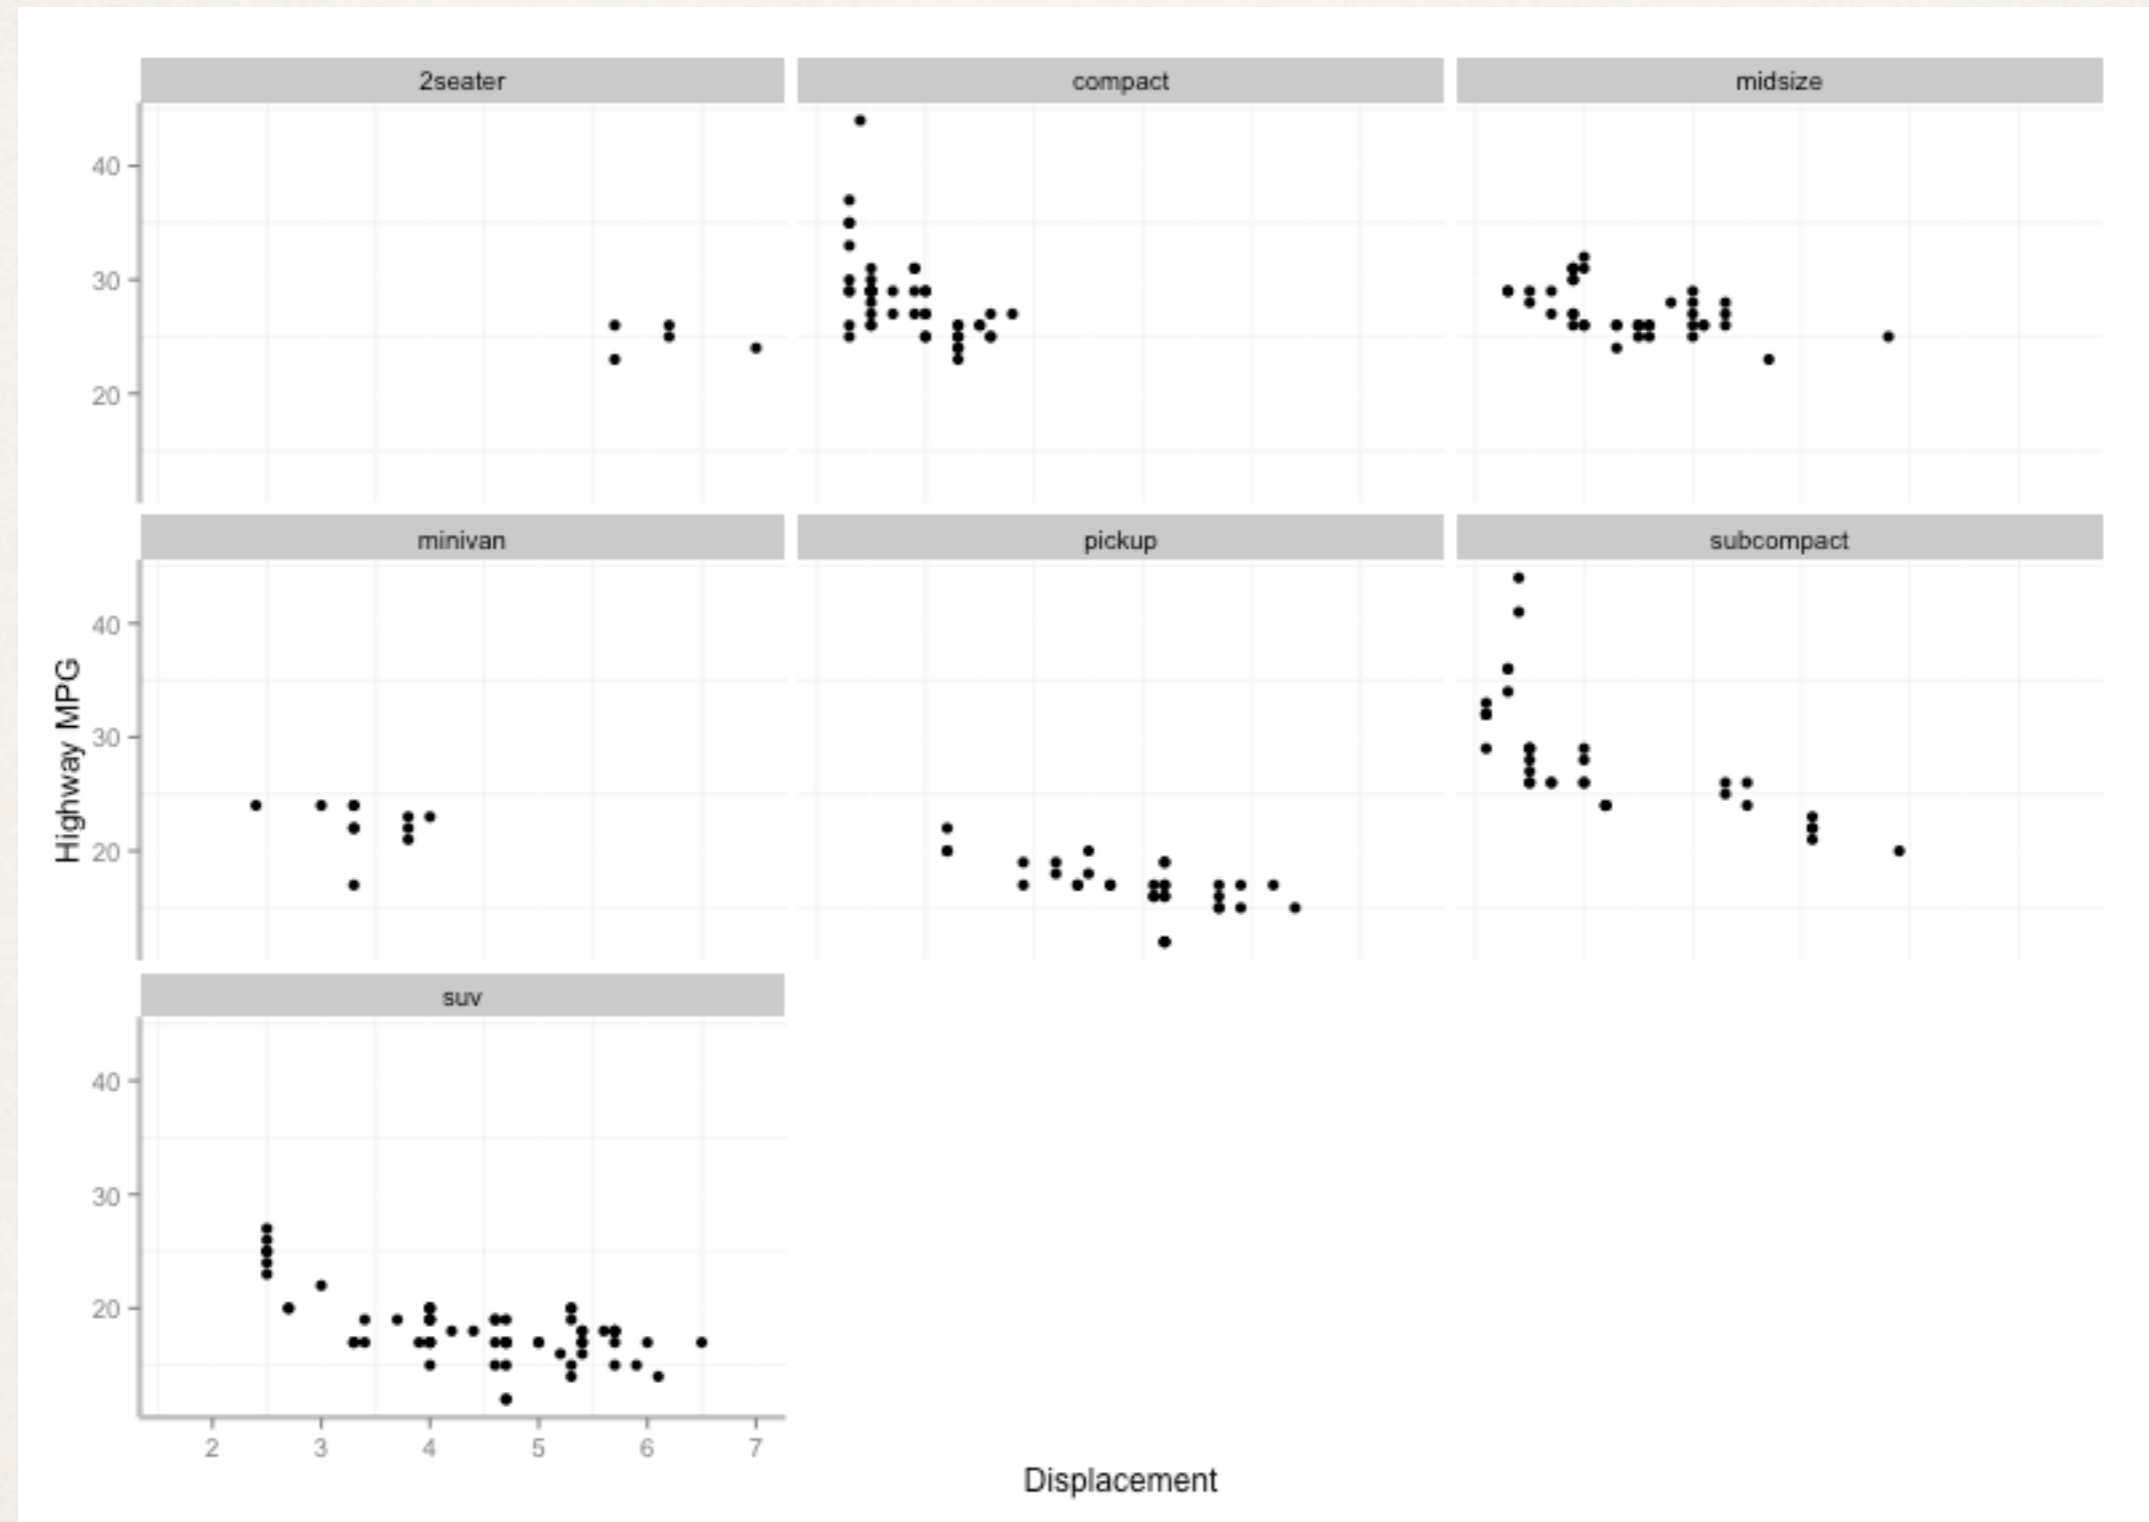 2seater
compact
midsize
40
30
20
minivan
pickup
subcompact
40
30
20
Highway MPG
suv
40
30
20
2 3 4 5 6 7
Displacement